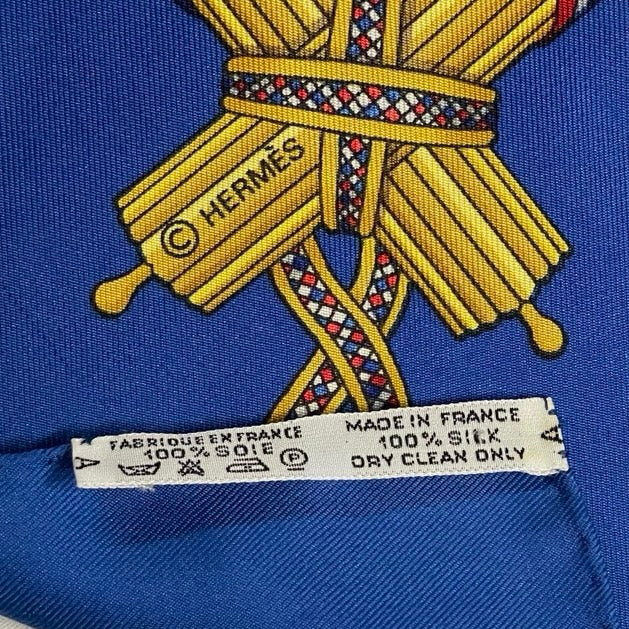 © HERMÈS
FABRIQUE EN FRANCE
100% SOIE
MADE IN FRANCE
100% SILK
DRY CLEAN ONLY
A
A